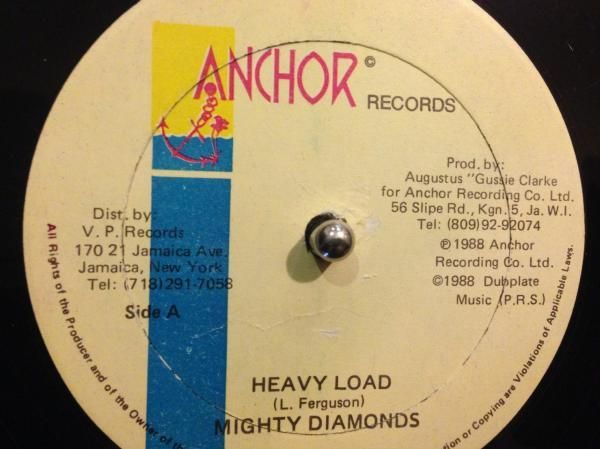 ANCHOR ©
RECORDS
Prod. by:
Augustus "Gussie Clarke
for Anchor Recording Co. Ltd.
56 Slipe Rd., Kgn. 5, Ja. W.I.
Tel: (809)92-92074
℗ 1988 Anchor
Recording Co. Ltd.
©1988 Dubplate
Music (P.R.S.)
Dist. by:
V. P. Records
170 21 Jamaica Ave.
Jamaica, New York
Tel: (718)291-7058
Side A
HEAVY LOAD
(L. Ferguson)
MIGHTY DIAMONDS
All Rights of the Producer and of the Owner of the
or Copying are Violations of Applicable Laws.